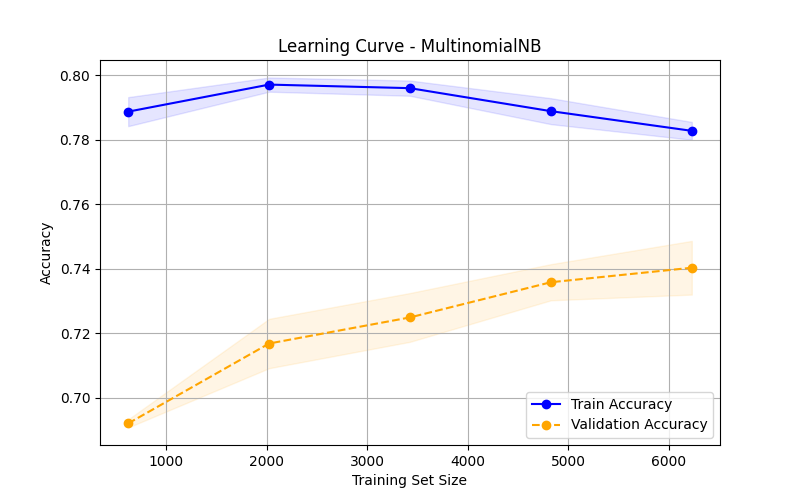 Learning Curve - MultinomialNB
0.80
0.78
0.76
0.74
0.72
0.70
Accuracy
1000 2000 3000 4000 5000 6000
Training Set Size
Train Accuracy
Validation Accuracy